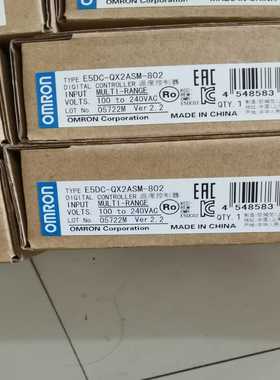 OMRON
TYPE E5DC-QX2ASM-802
DIGITAL CONTROLLER 温度控制器
INPUT MULTI-RANGE
VOLTS. 100 to 240VAC
LOT No. 05722M Ver 2.2
OMRON Corporation
Ro
EAC
4 548583
QTY. 1
MADE IN CHINA
OMRON
TYPE E5DC-QX2ASM-802
DIGITAL CONTROLLER 温度控制器
INPUT MULTI-RANGE
VOLTS. 100 to 240VAC
LOT No. 05722M Ver 2.2
OMRON Corporation
Ro
EAC
4 548583
QTY. 1
MADE IN CHINA